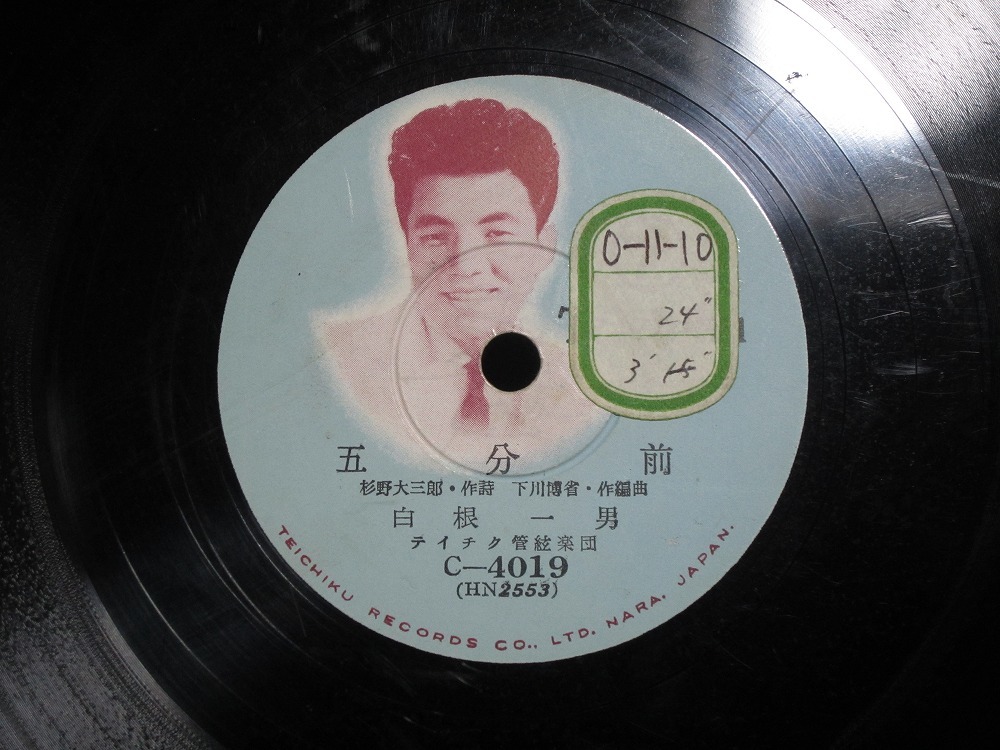 0-11-10
24"
3' 15"
五分前
杉野大三郎・作詩 下川博省・作編曲
白根一男
テイチク管絃楽団
C-4019
(HN2553)
TEICHIKU RECORDS CO., LTD. NARA, JAPAN.